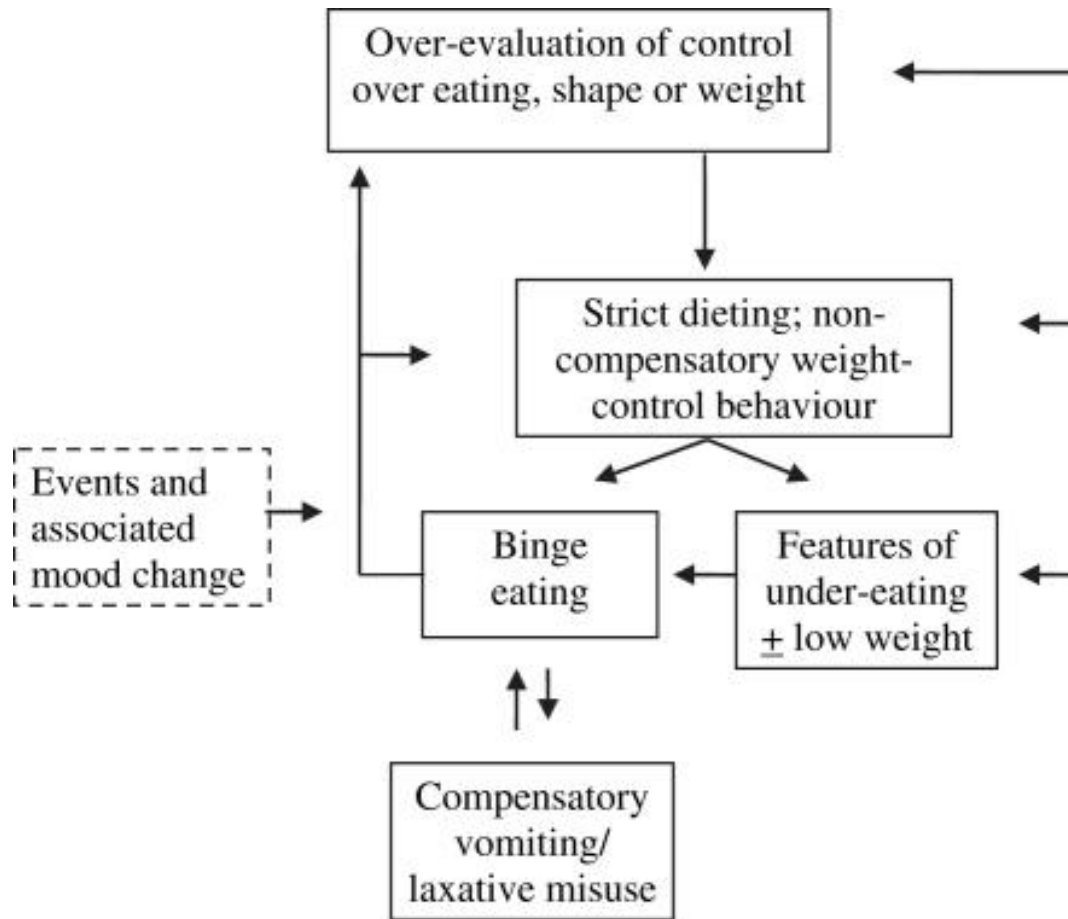 Over-evaluation of control
over eating, shape or weight
Strict dieting; non-
compensatory weight-
control behaviour
Events and
associated
mood change
Binge
eating
Features of
under-eating
± low weight
Compensatory
vomiting/
laxative misuse